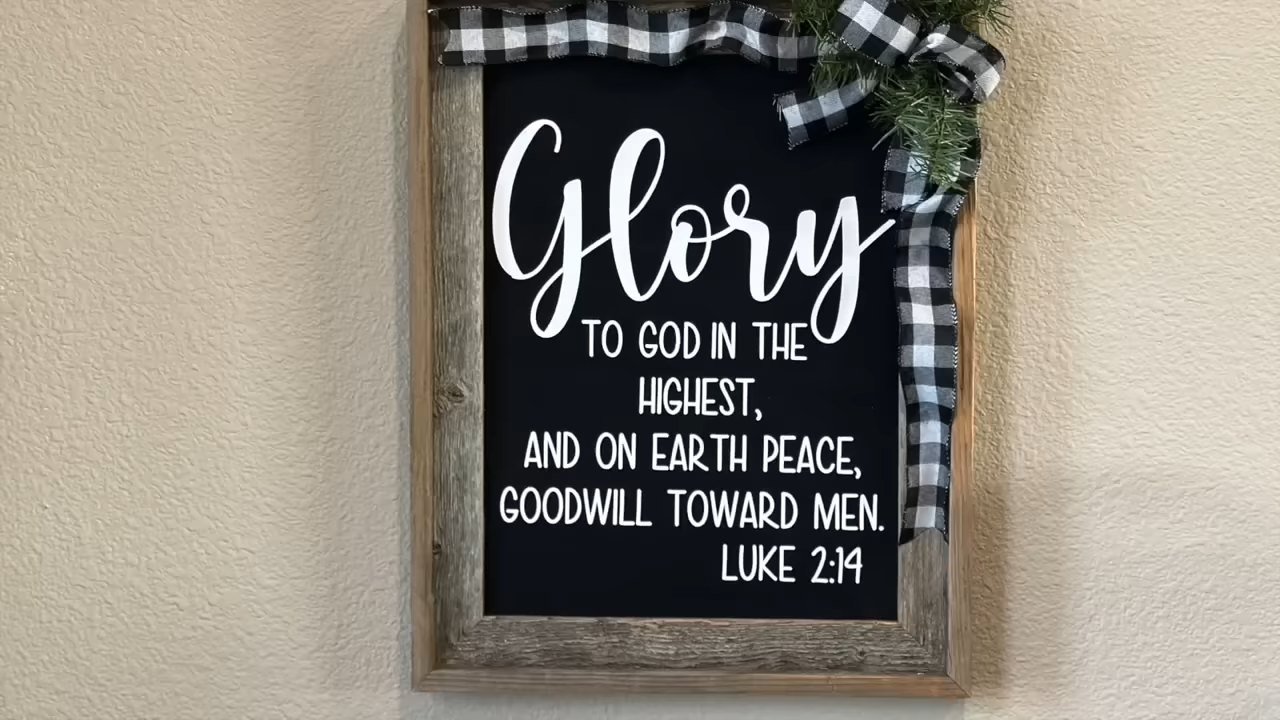 Glory
TO GOD IN THE
HIGHEST,
AND ON EARTH PEACE,
GOODWILL TOWARD MEN.
LUKE 2:14